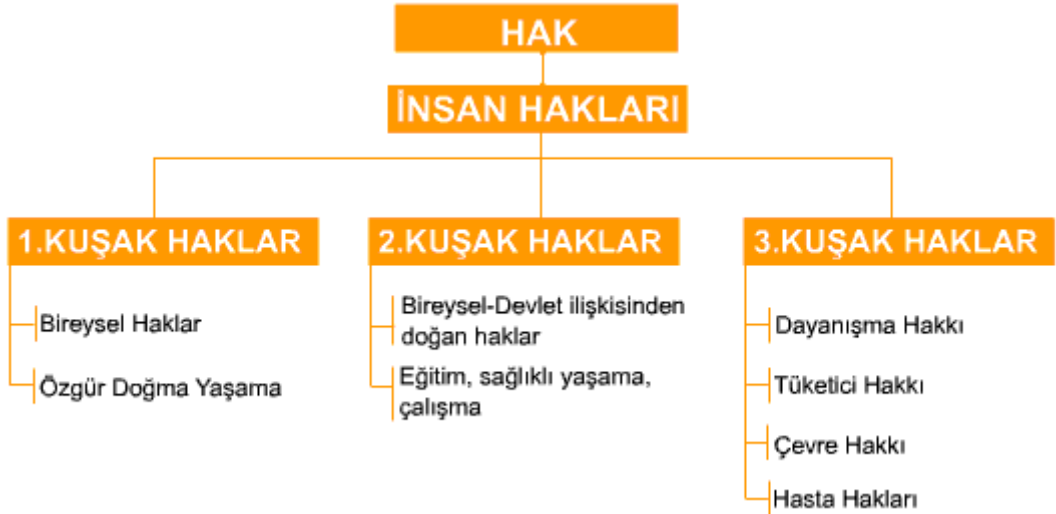 HAK
İNSAN HAKLARI
1.KUŞAK HAKLAR
Bireysel Haklar
Özgür Doğma Yaşama
2.KUŞAK HAKLAR
Bireysel-Devlet ilişkisinden
doğan haklar
Eğitim, sağlıklı yaşama,
çalışma
3.KUŞAK HAKLAR
Dayanışma Hakkı
Tüketici Hakkı
Çevre Hakkı
Hasta Hakları